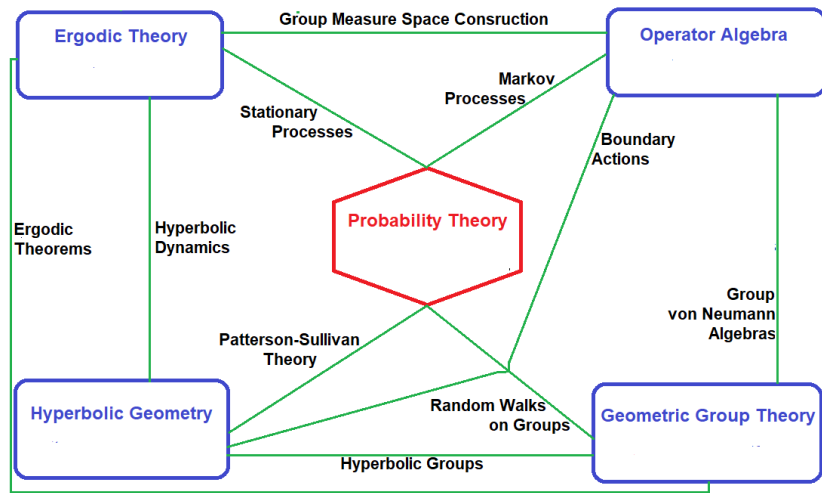 Group Measure Space Consruction
Ergodic Theory
Operator Algebra
Markov
Processes
Stationary
Processes
Boundary
Actions
Probability Theory
Ergodic
Theorems
Hyperbolic
Dynamics
Group
von Neumann
Algebras
Patterson-Sullivan
Theory
Hyperbolic Geometry
Random Walks
on Groups
Geometric Group Theory
Hyperbolic Groups